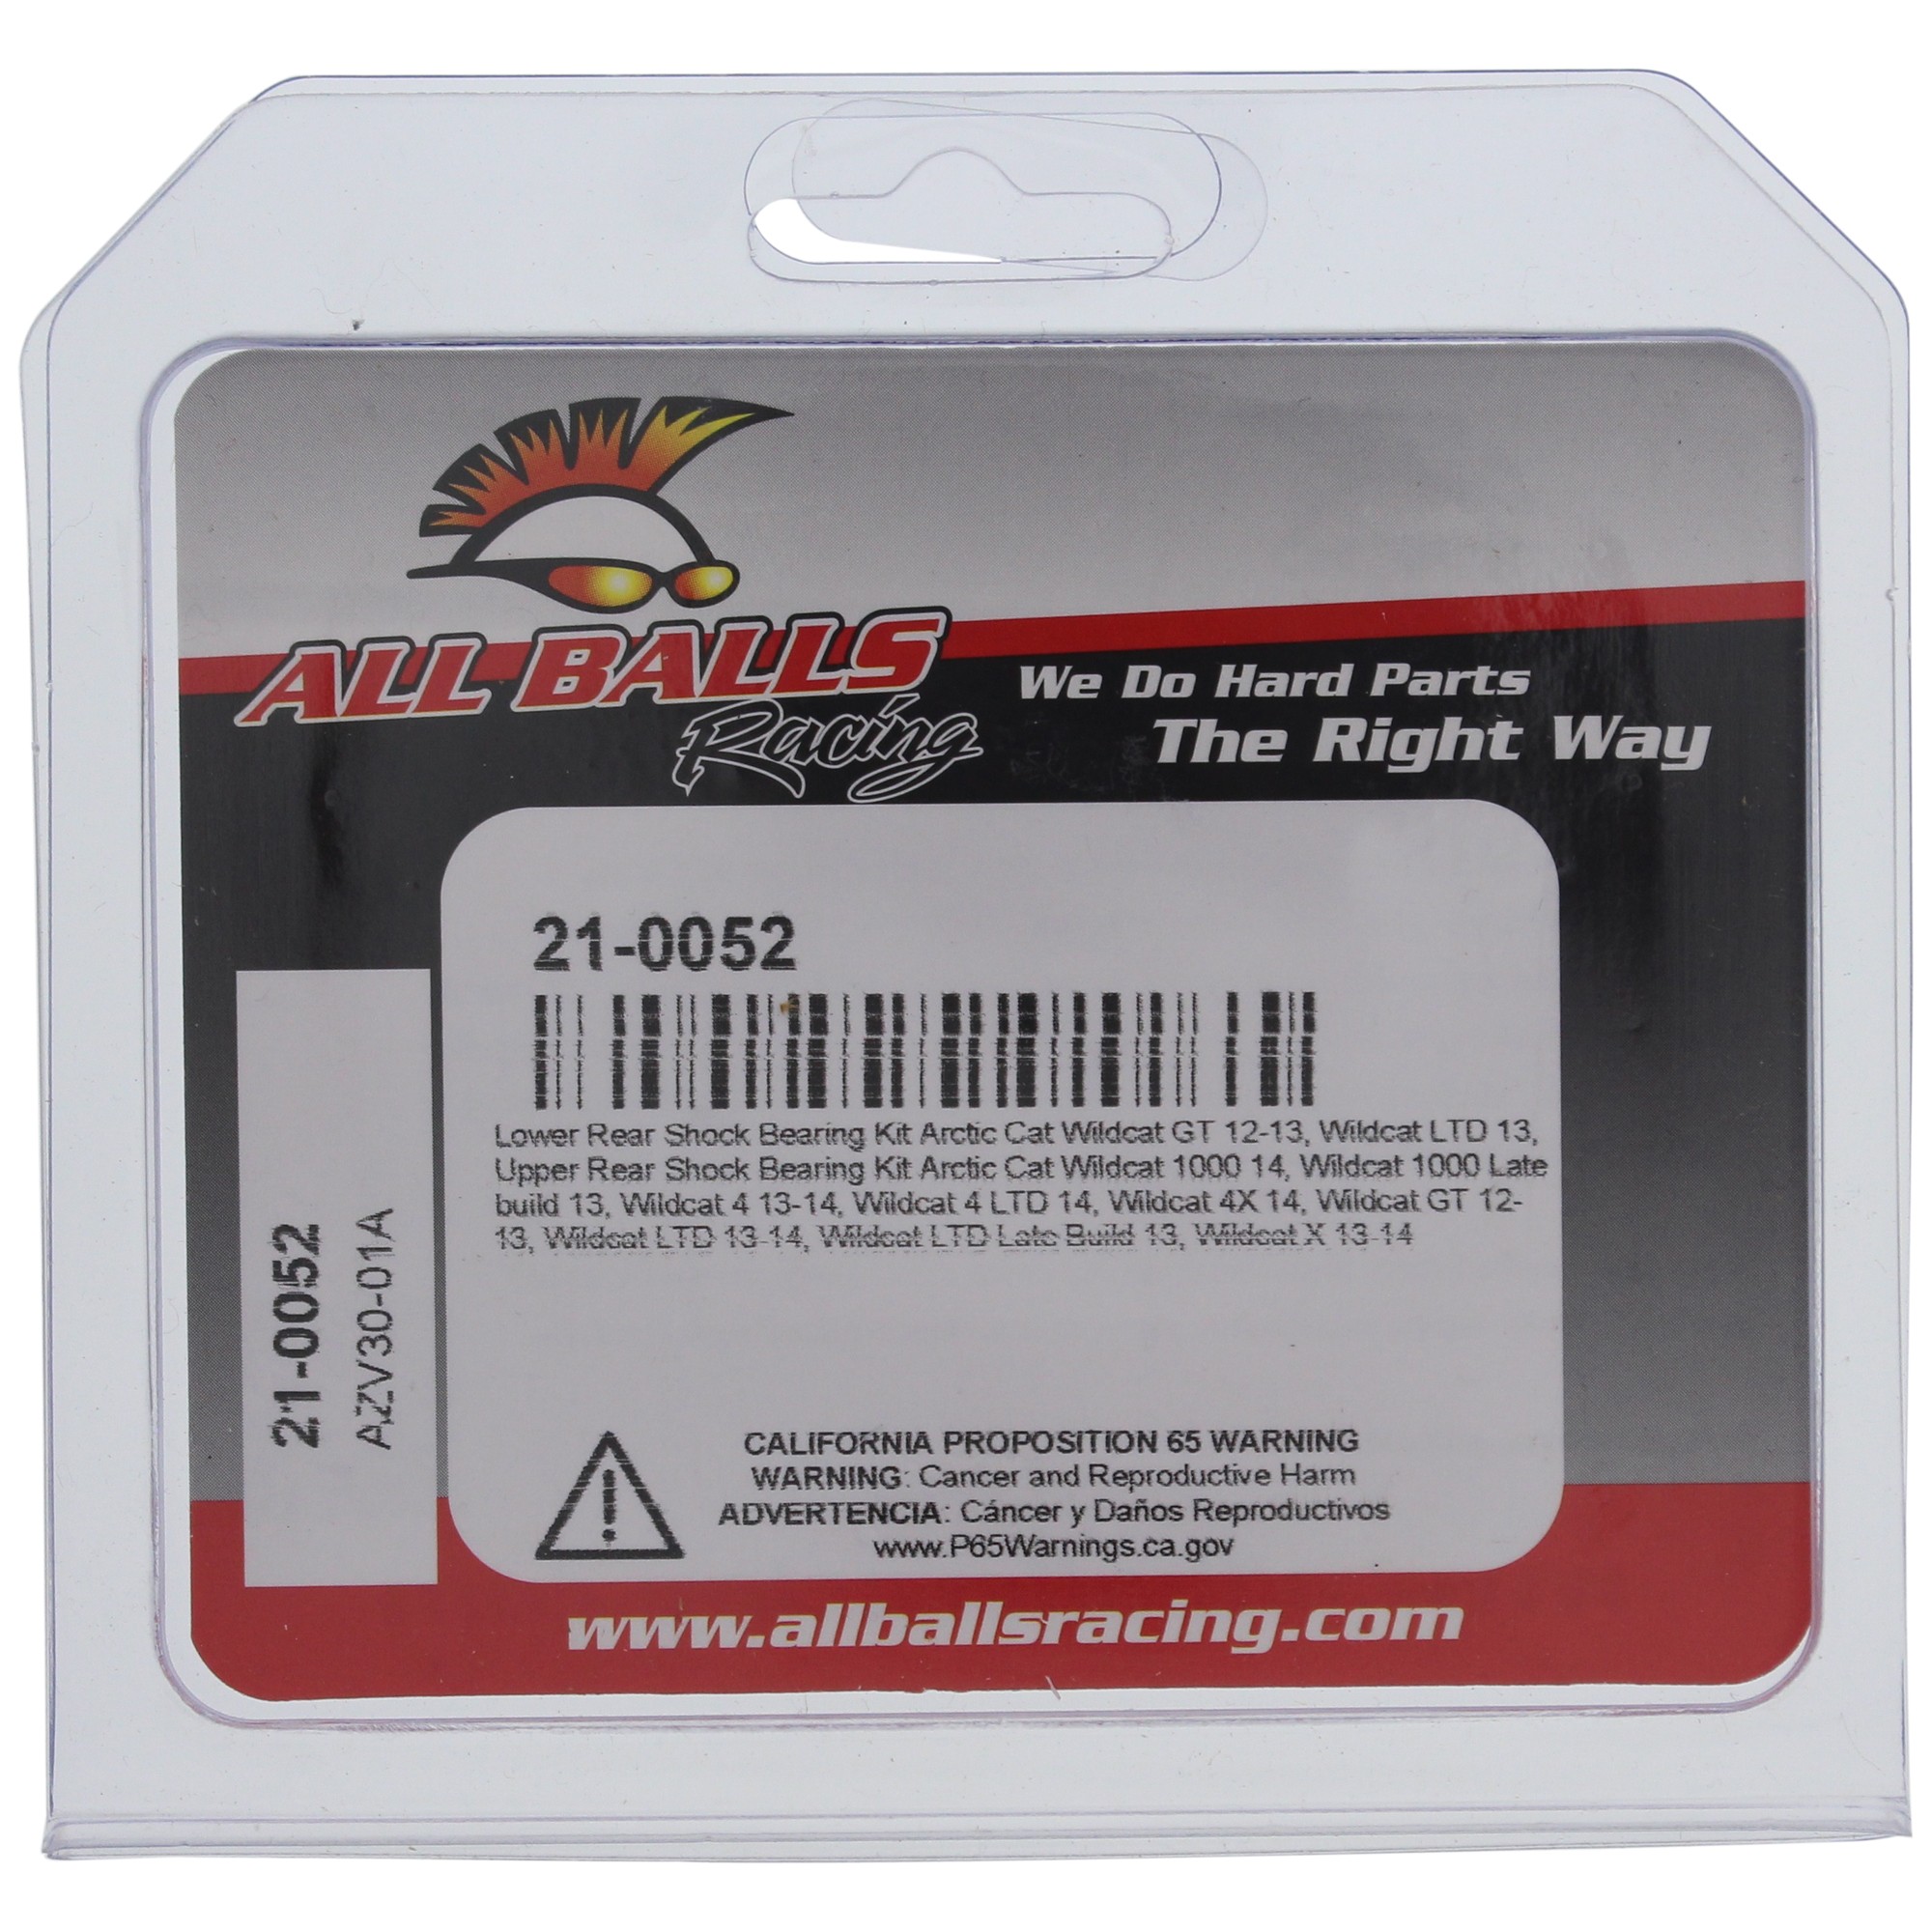 ALL BALLS
Racing
We Do Hard Parts
The Right Way
21-0052
Lower Rear Shock Bearing Kit Arctic Cat Wildcat GT 12-13, Wildcat LTD 13,
Upper Rear Shock Bearing Kit Arctic Cat Wildcat 1000 14, Wildcat 1000 Late
build 13, Wildcat 4 13-14, Wildcat 4 LTD 14, Wildcat 4X 14, Wildcat GT 12-
13, Wildcat LTD 13-14, Wildcat LTD Late Build 13, Wildcat X 13-14
21-0052
AZV30-01A
CALIFORNIA PROPOSITION 65 WARNING
WARNING: Cancer and Reproductive Harm
ADVERTENCIA: Cáncer y Daños Reproductivos
www.P65Warnings.ca.gov
www.allballsracing.com